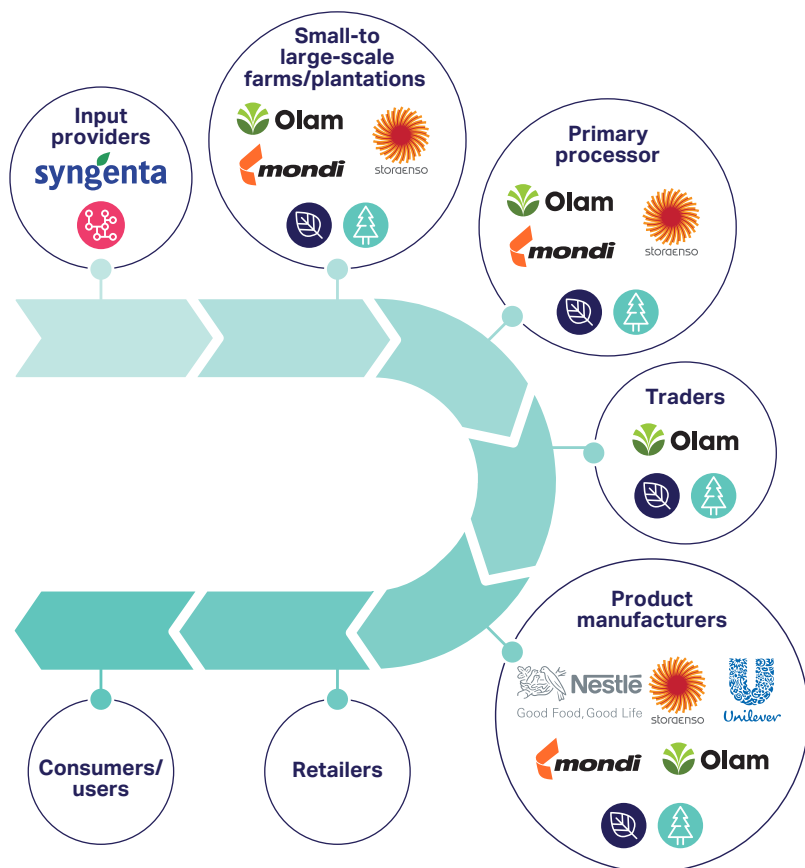 Small-to
large-scale
farms/plantations
Olam
mondi
storaenso
Input
providers
syngenta
Primary
processor
Olam
mondi
storaenso
Traders
Olam
Product
manufacturers
Nestlé
Good Food, Good Life
storaenso
Unilever
mondi
Olam
Consumers/
users
Retailers